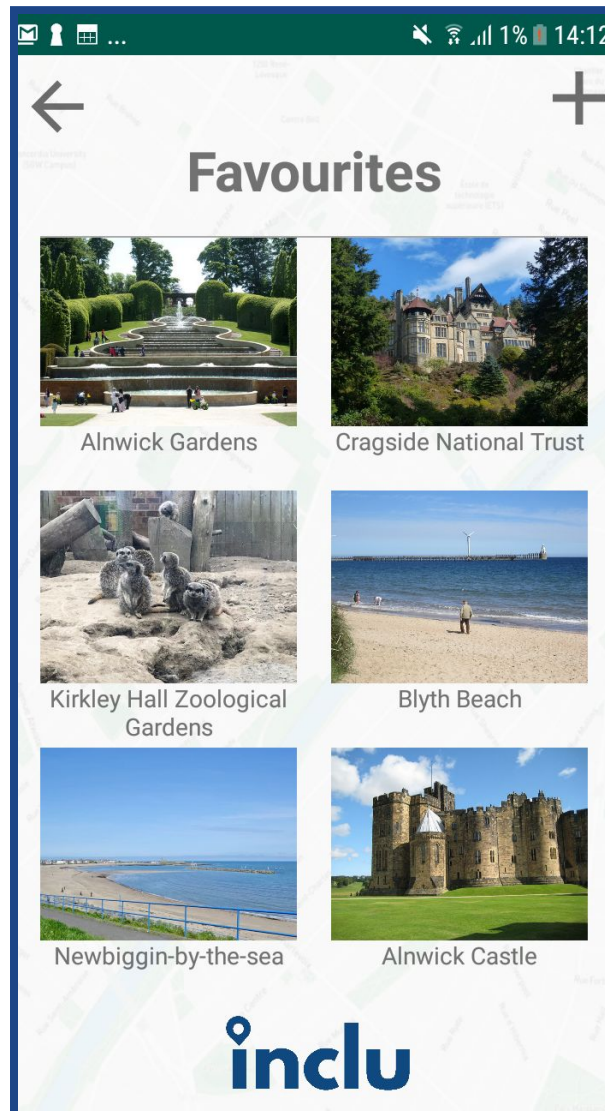 ... 1% 14:12
Favourites
Alnwick Gardens
Cragside National Trust
Kirkley Hall Zoological
Gardens
Blyth Beach
Newbiggin-by-the-sea
Alnwick Castle
inclu